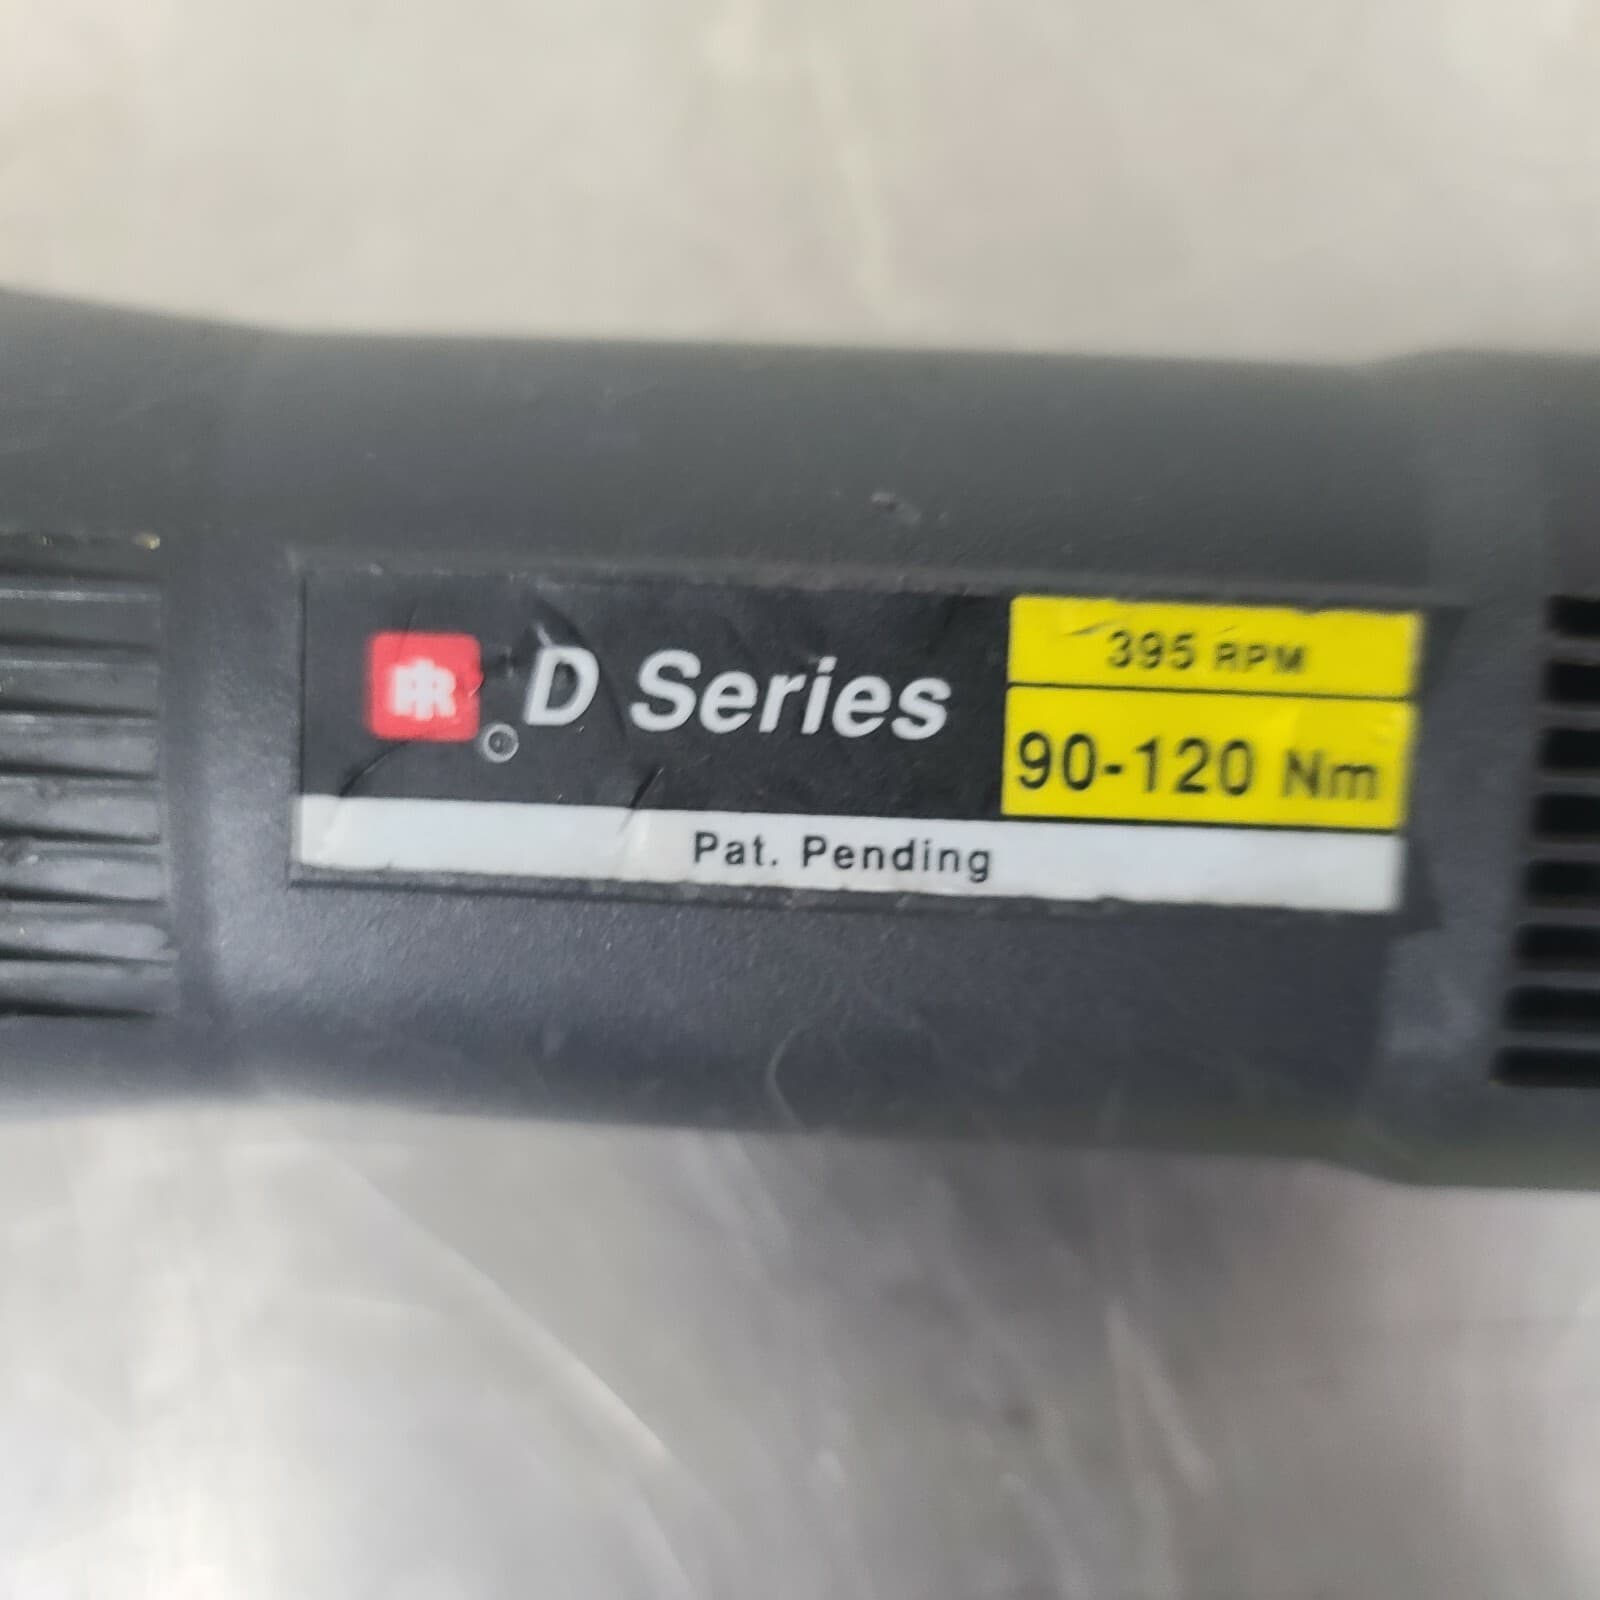 IR ® D Series
395 RPM
90-120 Nm
Pat. Pending